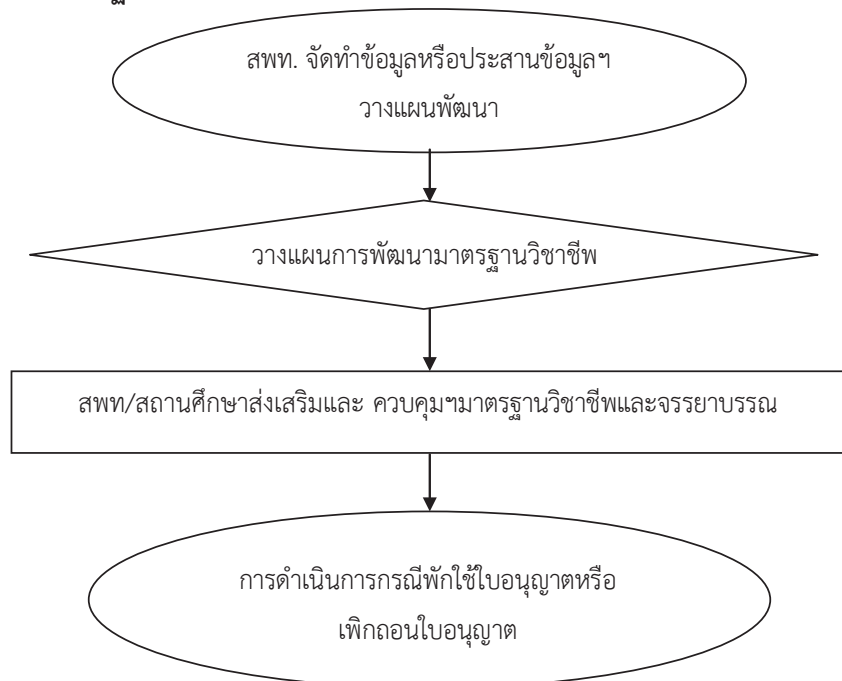 สพท. จัดทำข้อมูลหรือประสานข้อมูลฯ
วางแผนพัฒนา
วางแผนการพัฒนามาตรฐานวิชาชีพ
สพท/สถานศึกษาส่งเสริมและ ควบคุมฯมาตรฐานวิชาชีพและจรรยาบรรณ
การดำเนินการกรณีพักใช้ใบอนุญาตหรือ
เพิกถอนใบอนุญาต